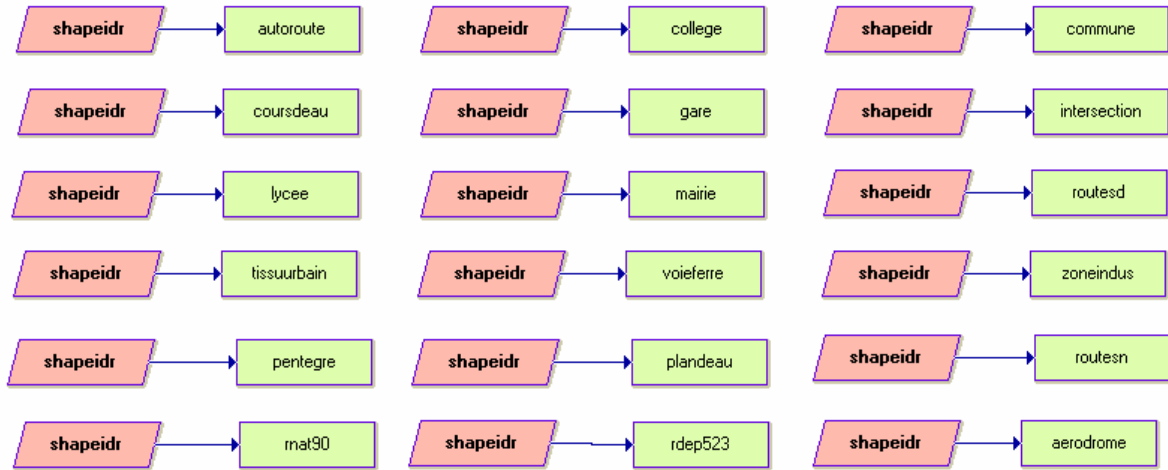 shapeidr autoroute shapeidr college shapeidr commune
shapeidr coursdeau shapeidr gare shapeidr intersection
shapeidr lycee shapeidr mairie shapeidr routesd
shapeidr tissuurbain shapeidr voieferre shapeidr zoneindus
shapeidr pentegre shapeidr plandeau shapeidr routesn
shapeidr rnat90 shapeidr rdep523 shapeidr aerodrome